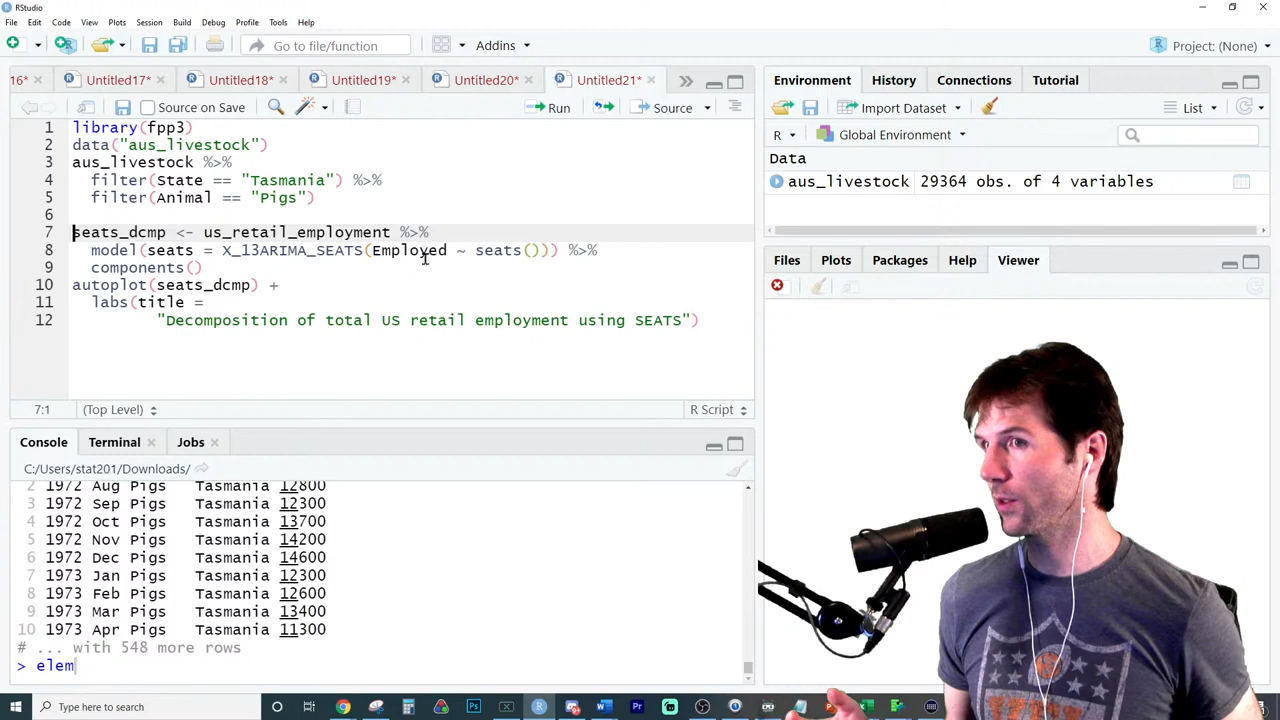 RStudio
File Edit Code View Plots Session Build Debug Profile Tools Help
Go to file/function
Addins
Project: (None)
16*
Untitled17*
Untitled18*
Untitled19*
Untitled20*
Untitled21*
Source on Save
Run
Source
1 library(fpp3)
2 data("aus_livestock")
3 aus_livestock %>%
4 filter(State == "Tasmania") %>%
5 filter(Animal == "Pigs")
6
7 seats_dcmp <- us_retail_employment %>%
8 model(seats = X_13ARIMA_SEATS(Employed ~ seats())) %>%
9 components()
10 autoplot(seats_dcmp) +
11 labs(title =
12 "Decomposition of total US retail employment using SEATS")
7:1
(Top Level)
R Script
Console Terminal Jobs
C:/Users/stat201/Downloads/
2 1972 Aug Pigs Tasmania 12800
3 1972 Sep Pigs Tasmania 12300
4 1972 Oct Pigs Tasmania 13700
5 1972 Nov Pigs Tasmania 14200
6 1972 Dec Pigs Tasmania 14600
7 1973 Jan Pigs Tasmania 12300
8 1973 Feb Pigs Tasmania 12600
9 1973 Mar Pigs Tasmania 13400
10 1973 Apr Pigs Tasmania 11300
# ... with 548 more rows
> elem
Environment History Connections Tutorial
Import Dataset
List
R
Global Environment
Data
aus_livestock 29364 obs. of 4 variables
Files Plots Packages Help Viewer
Type here to search